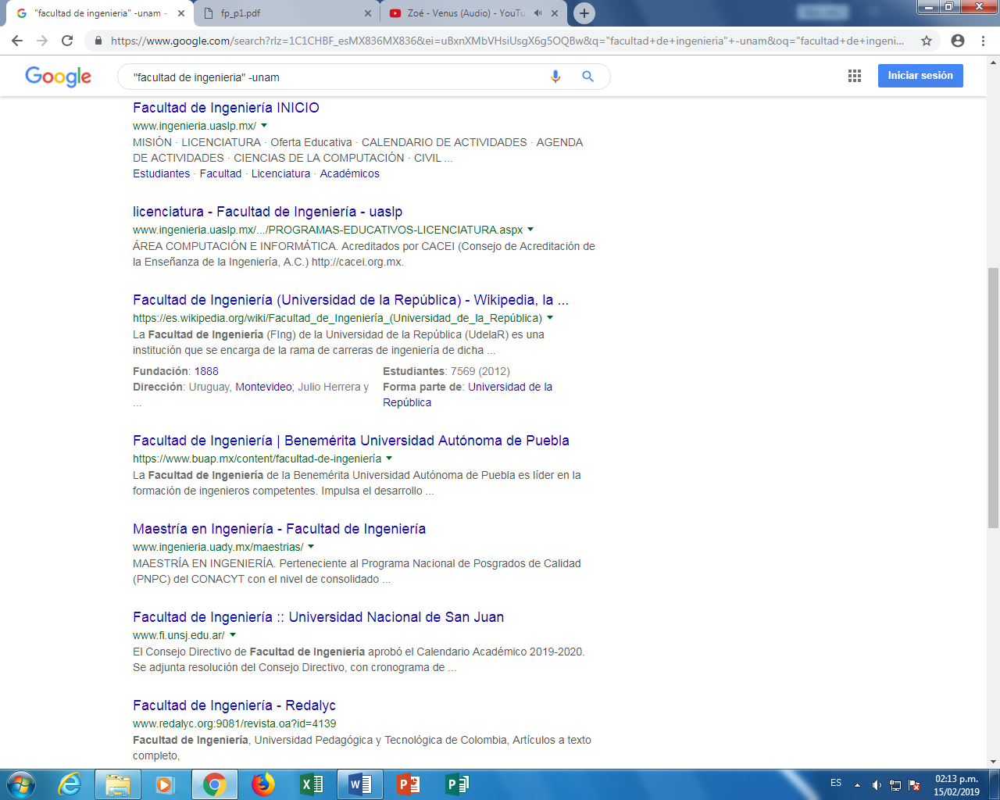 "facultad de ingenieria" -unam -
fp_p1.pdf
Zoé - Venus (Audio) - YouTu
https://www.google.com/search?rlz=1C1CHBF_esMX836MX836&ei=uBxnXMbVHsiUsgX6g5OQBw&q="facultad+de+ingenieria"+-unam&oq="facultad+de+ingeni...
Google
"facultad de ingenieria" -unam
Iniciar sesión
Facultad de Ingeniería INICIO
www.ingenieria.uaslp.mx/
MISIÓN · LICENCIATURA · Oferta Educativa · CALENDARIO DE ACTIVIDADES · AGENDA
DE ACTIVIDADES · CIENCIAS DE LA COMPUTACIÓN · CIVIL ...
Estudiantes · Facultad · Licenciatura · Académicos
licenciatura - Facultad de Ingeniería - uaslp
www.ingenieria.uaslp.mx/.../PROGRAMAS-EDUCATIVOS-LICENCIATURA.aspx
ÁREA COMPUTACIÓN E INFORMÁTICA. Acreditados por CACEI (Consejo de Acreditación de
la Enseñanza de la Ingeniería, A.C.) http://cacei.org.mx.
Facultad de Ingeniería (Universidad de la República) - Wikipedia, la ...
https://es.wikipedia.org/wiki/Facultad_de_Ingeniería_(Universidad_de_la_República)
La Facultad de Ingeniería (FIng) de la Universidad de la República (UdelaR) es una
institución que se encarga de la rama de carreras de ingeniería de dicha ...
Fundación: 1888
Estudiantes: 7569 (2012)
Dirección: Uruguay, Montevideo; Julio Herrera y
...
Forma parte de: Universidad de la
República
Facultad de Ingeniería | Benemérita Universidad Autónoma de Puebla
https://www.buap.mx/content/facultad-de-ingeniería
La Facultad de Ingeniería de la Benemérita Universidad Autónoma de Puebla es líder en la
formación de ingenieros competentes. Impulsa el desarrollo ...
Maestría en Ingeniería - Facultad de Ingeniería
www.ingenieria.uady.mx/maestrias/
MAESTRÍA EN INGENIERÍA. Perteneciente al Programa Nacional de Posgrados de Calidad
(PNPC) del CONACYT con el nivel de consolidado ...
Facultad de Ingeniería :: Universidad Nacional de San Juan
www.fi.unsj.edu.ar/
El Consejo Directivo de Facultad de Ingeniería aprobó el Calendario Académico 2019-2020.
Se adjunta resolución del Consejo Directivo, con cronograma de ...
Facultad de Ingeniería - Redalyc
www.redalyc.org:9081/revista.oa?id=4139
Facultad de Ingeniería, Universidad Pedagógica y Tecnológica de Colombia, Artículos a texto
completo,
ES
02:13 p.m.
15/02/2019